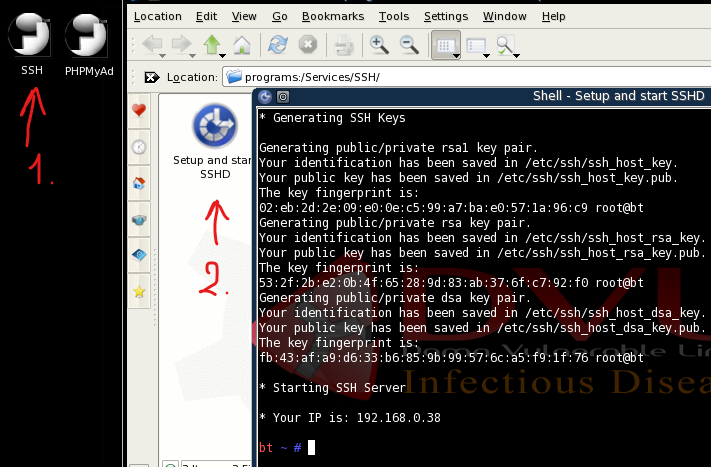 Location Edit View Go Bookmarks Tools Settings Window Help
SSH PHPMyAd
Location: programs:/Services/SSH/
1.
Setup and star
SSHD
2.
Shell - Setup and start SSHD
* Generating SSH Keys
Generating public/private rsa1 key pair.
Your identification has been saved in /etc/ssh/ssh_host_key.
Your public key has been saved in /etc/ssh/ssh_host_key.pub.
The key fingerprint is:
02:eb:2d:2e:09:e0:0e:c5:99:a7:ba:e0:57:1a:96:c9 root@bt
Generating public/private rsa key pair.
Your identification has been saved in /etc/ssh/ssh_host_rsa_key.
Your public key has been saved in /etc/ssh/ssh_host_rsa_key.pub.
The key fingerprint is:
53:2f:2b:e2:0b:4f:65:28:9d:83:ab:37:6f:c7:92:f0 root@bt
Generating public/private dsa key pair.
Your identification has been saved in /etc/ssh/ssh_host_dsa_key.
Your public key has been saved in /etc/ssh/ssh_host_dsa_key.pub.
The key fingerprint is:
fb:43:af:a9:d6:33:b6:85:9b:99:57:6c:a5:f9:1f:76 root@bt
* Starting SSH Server
* Your IP is: 192.168.0.38
bt ~ #
DVL
Infectious Disea